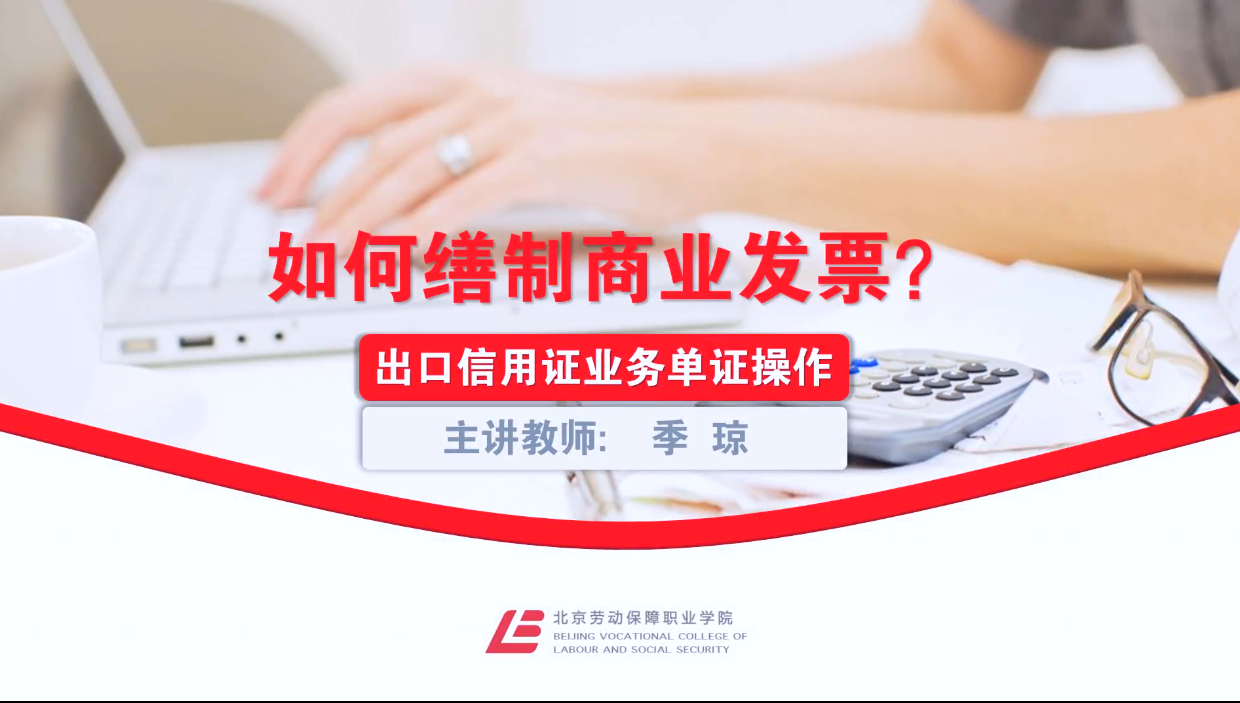 如何缮制商业发票?
出口信用证业务单证操作
主讲教师: 季 琼
北京劳动保障职业学院
BEIJING VOCATIONAL COLLEGE OF
LABOUR AND SOCIAL SECURITY